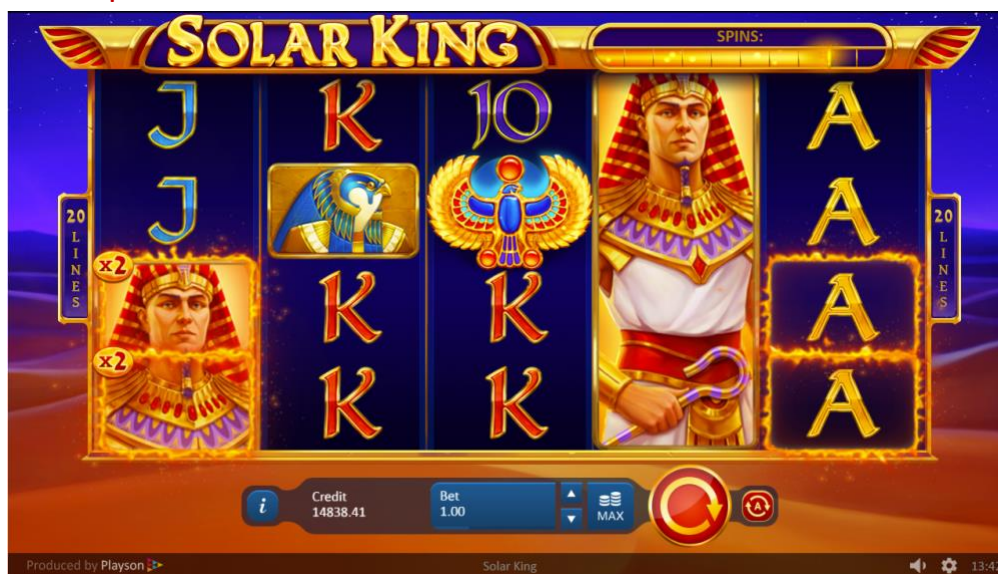 SOLAR KING
SPINS:
J K 10 A
J A
20 LINES
20 LINES
x2
K K A
x2
K K A
i
Credit
14838.41
Bet
1.00
MAX
A
Produced by Playson
Solar King